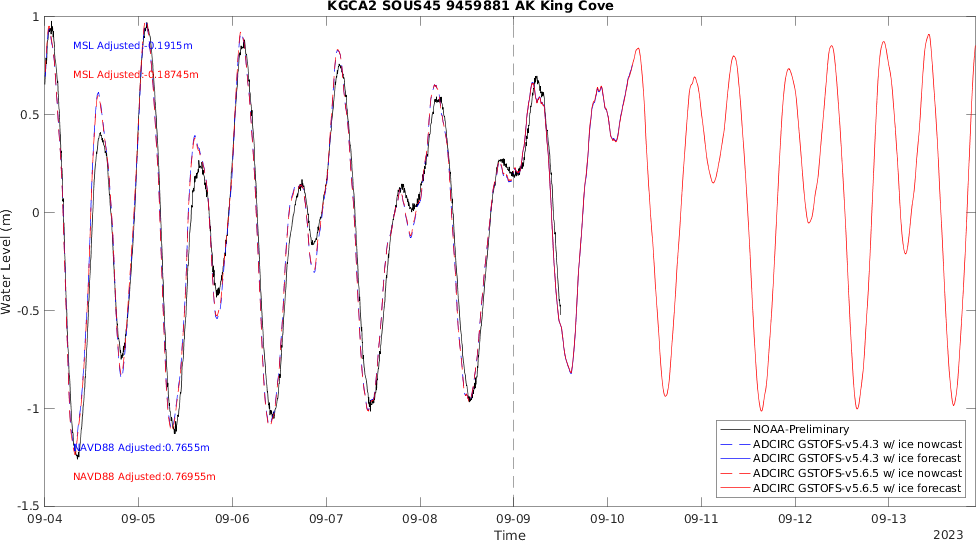 KGCA2 SOUS45 9459881 AK King Cove
1
MSL Adjusted:-0.1915m
MSL Adjusted:-0.18745m
0.5
0
Water Level (m)
-0.5
-1
NAVD88 Adjusted:0.7655m
NAVD88 Adjusted:0.76955m
-1.5
NOAA-Preliminary
ADCIRC GSTOFS-v5.4.3 w/ ice nowcast
ADCIRC GSTOFS-v5.4.3 w/ ice forecast
ADCIRC GSTOFS-v5.6.5 w/ ice nowcast
ADCIRC GSTOFS-v5.6.5 w/ ice forecast
09-04 09-05 09-06 09-07 09-08 09-09 09-10 09-11 09-12 09-13
Time
2023